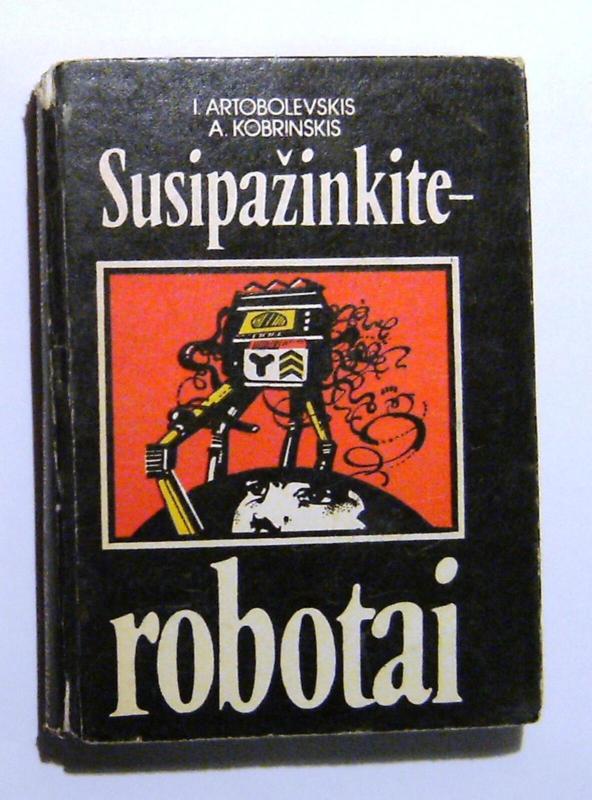 I. ARTOBOLEVSKIS
A. KOBRINSKIS
Susipažinkite–
robotai